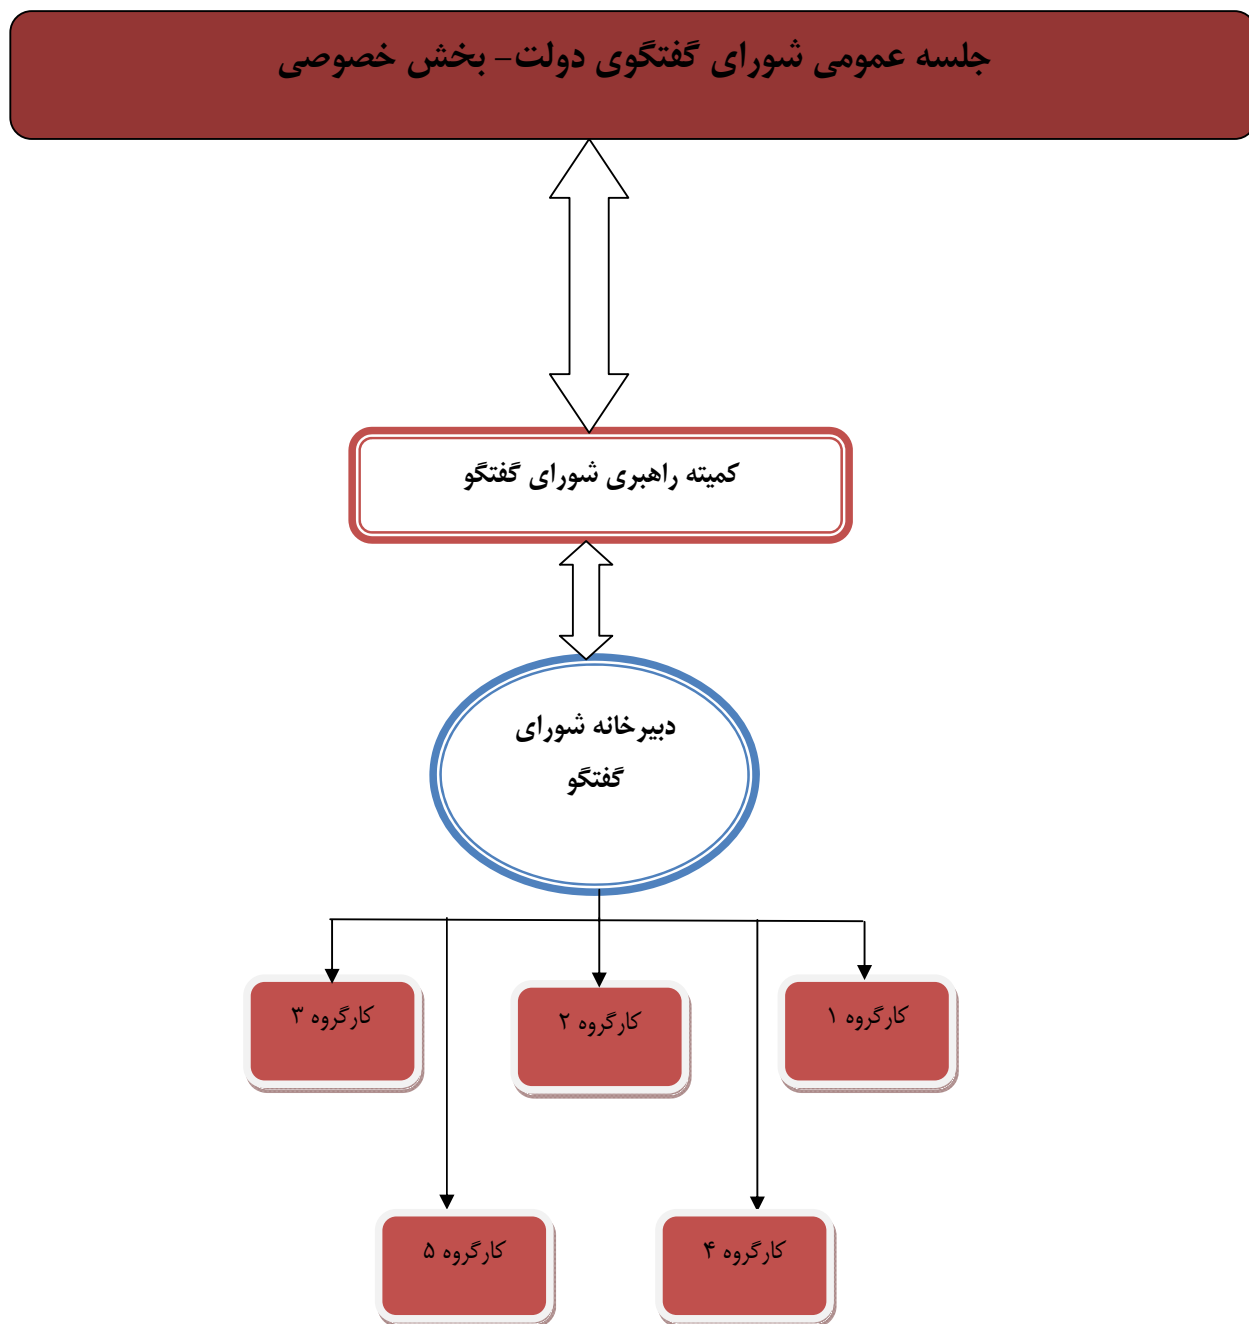 جلسه عمومی شورای گفتگوی دولت- بخش خصوصی
کمیته راهبری شورای گفتگو
دبیرخانه شورای
گفتگو
کارگروه ۱
کارگروه ۲
کارگروه ۳
کارگروه ۴
کارگروه ۵